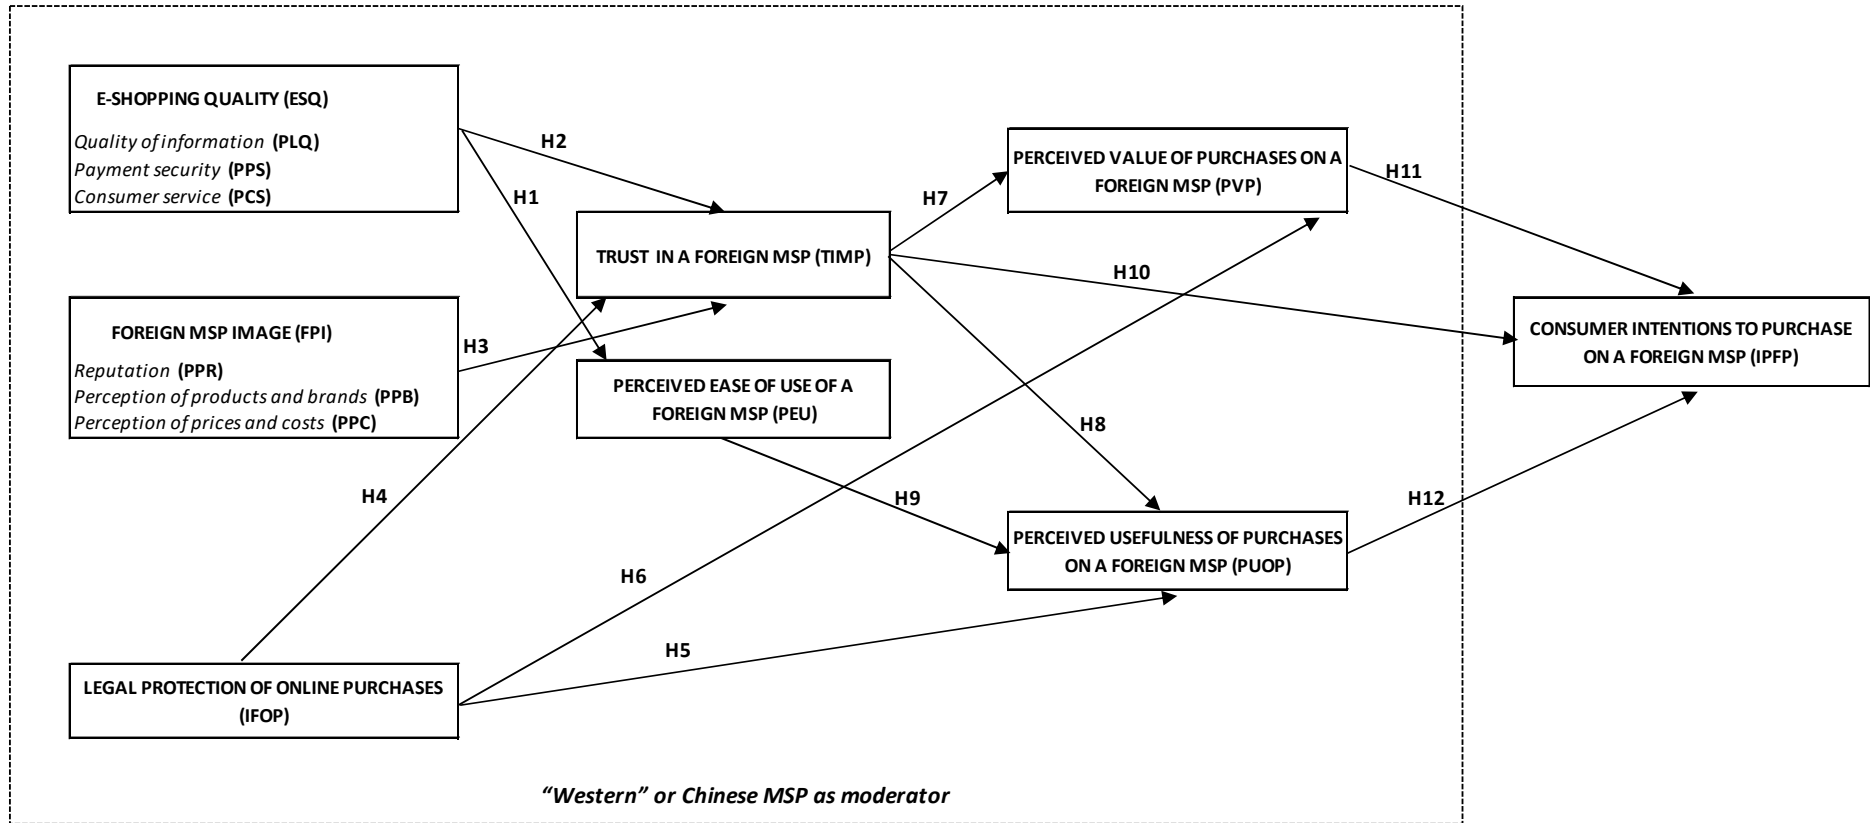 E-SHOPPING QUALITY (ESQ)
Quality of information (PLQ)
Payment security (PPS)
Consumer service (PCS)
H2
H1
TRUST IN A FOREIGN MSP (TIMP)
H7
PERCEIVED VALUE OF PURCHASES ON A
FOREIGN MSP (PVP)
H11
H10
FOREIGN MSP IMAGE (FPI)
Reputation (PPR)
Perception of products and brands (PPB)
Perception of prices and costs (PPC)
H3
PERCEIVED EASE OF USE OF A
FOREIGN MSP (PEU)
CONSUMER INTENTIONS TO PURCHASE
ON A FOREIGN MSP (IPFP)
H8
H4
H9
H12
PERCEIVED USEFULNESS OF PURCHASES
ON A FOREIGN MSP (PUOP)
H6
H5
LEGAL PROTECTION OF ONLINE PURCHASES
(IFOP)
“Western” or Chinese MSP as moderator